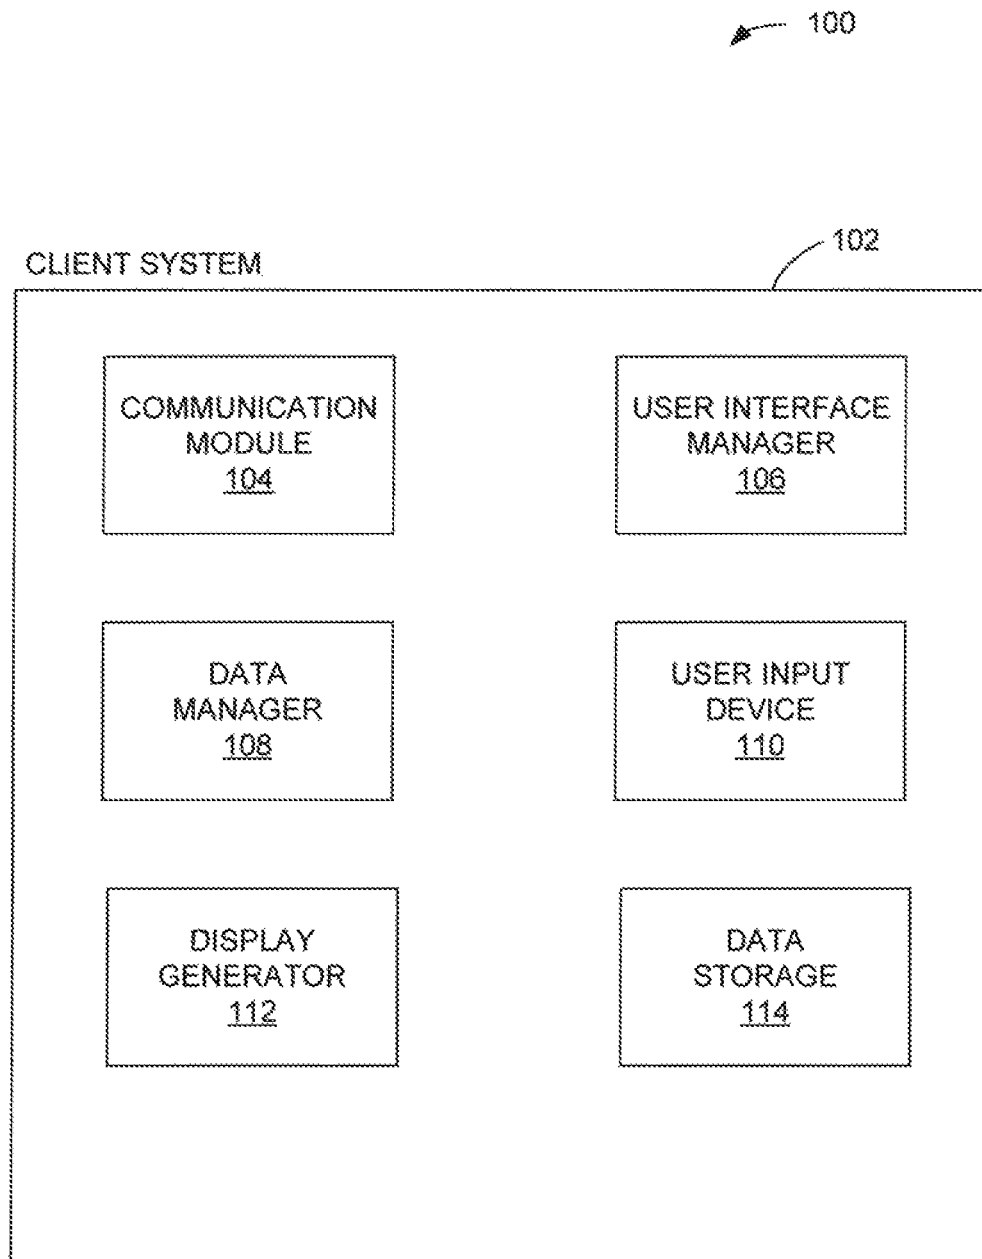 100
102
CLIENT SYSTEM
COMMUNICATION
MODULE
104
USER INTERFACE
MANAGER
106
DATA
MANAGER
108
USER INPUT
DEVICE
110
DISPLAY
GENERATOR
112
DATA
STORAGE
114